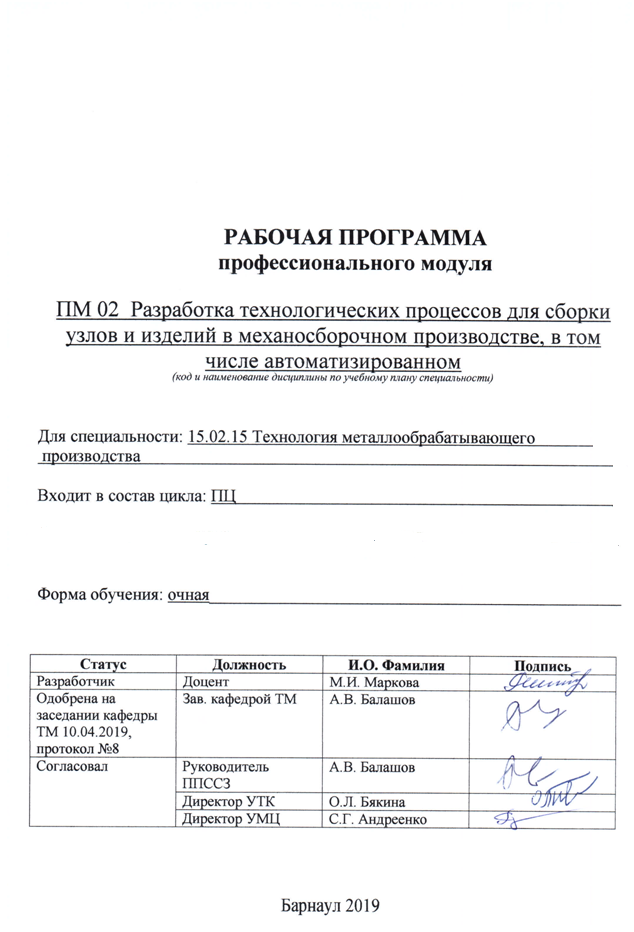 РАБОЧАЯ ПРОГРАММА
профессионального модуля
ПМ 02 Разработка технологических процессов для сборки
узлов и изделий в механосборочном производстве, в том
числе автоматизированном
(код и наименование дисциплины по учебному плану специальности)
Для специальности: 15.02.15 Технология металлообрабатывающего
производства
Входит в состав цикла: ПЦ
Форма обучения: очная
Статус Должность И.О. Фамилия Подпись
Разработчик Доцент М.И. Маркова
Одобрена на Зав. кафедрой ТМ А.В. Балашов
заседании кафедры
ТМ 10.04.2019,
протокол №8
Согласовал Руководитель А.В. Балашов
ППССЗ
Директор УТК О.Л. Бякина
Директор УМЦ С.Г. Андреенко
Барнаул 2019